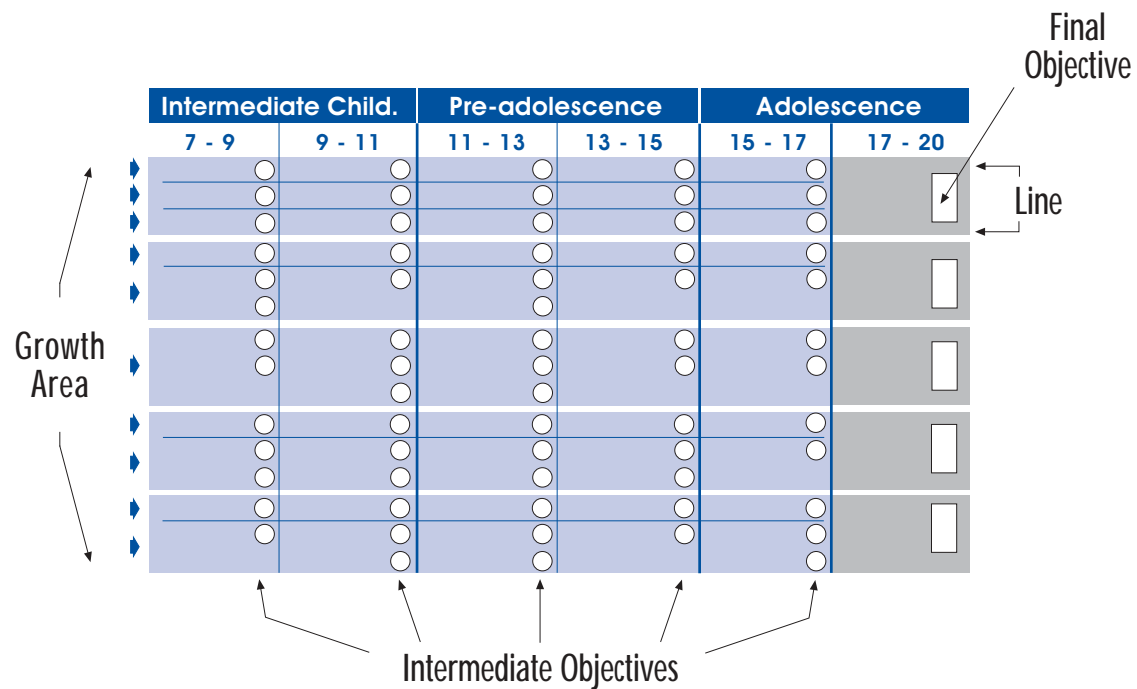 Final
Objective
Intermediate Child. Pre-adolescence Adolescence
7 - 9 9 - 11 11 - 13 13 - 15 15 - 17 17 - 20
Line
Growth
Area
Intermediate Objectives